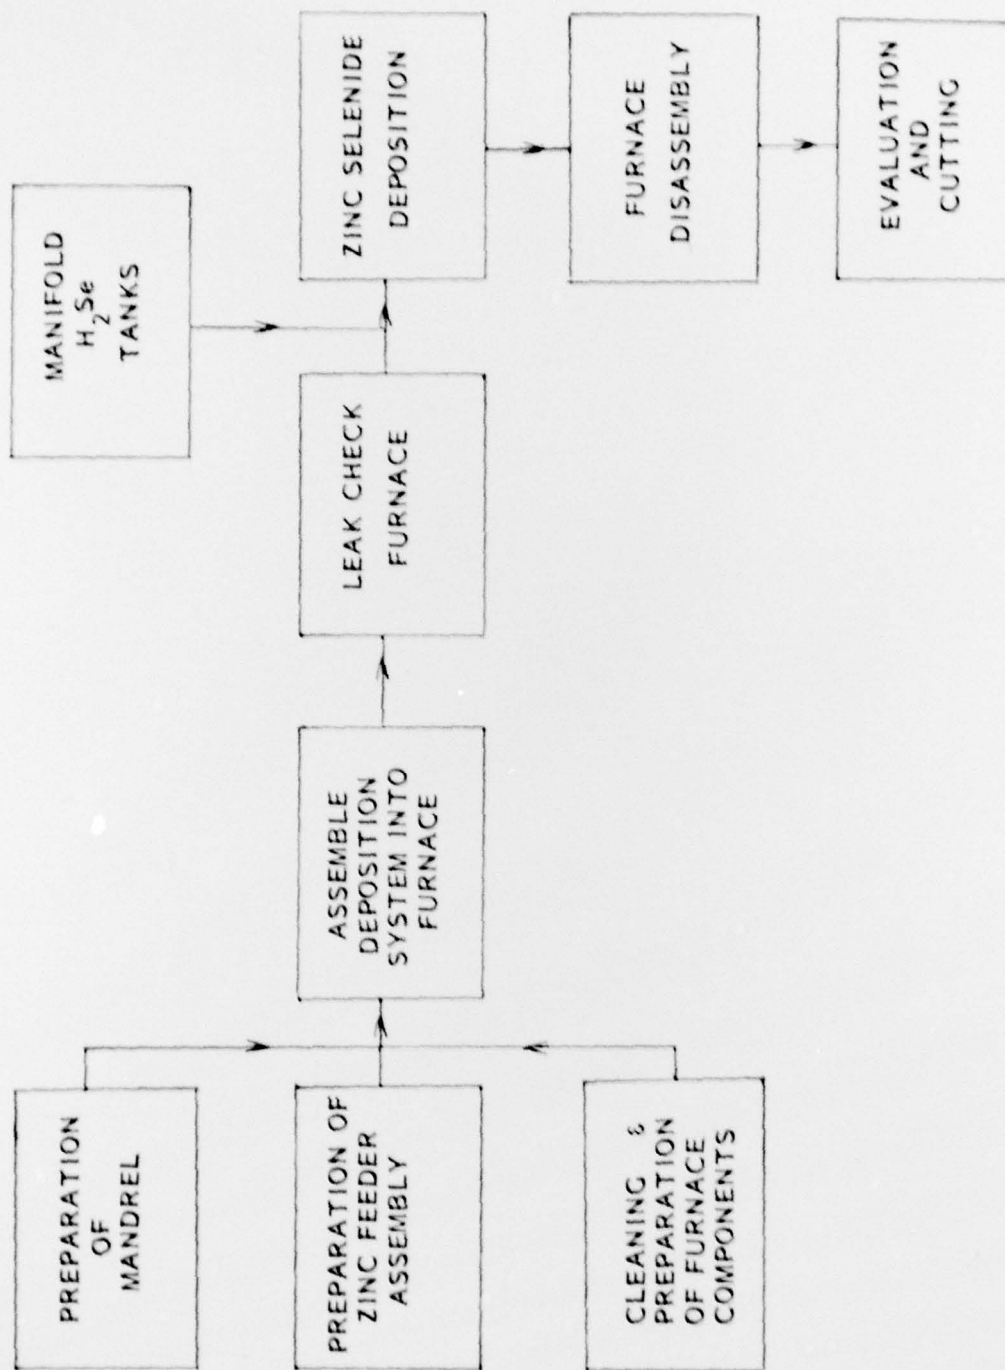 PREPARATION
OF
MANDREL
PREPARATION OF
ZINC FEEDER
ASSEMBLY
CLEANING &
PREPARATION
OF FURNACE
COMPONENTS
ASSEMBLE
DEPOSITION
SYSTEM INTO
FURNACE
LEAK CHECK
FURNACE
MANIFOLD
H₂Se
TANKS
ZINC SELENIDE
DEPOSITION
FURNACE
DISASSEMBLY
EVALUATION
AND
CUTTING